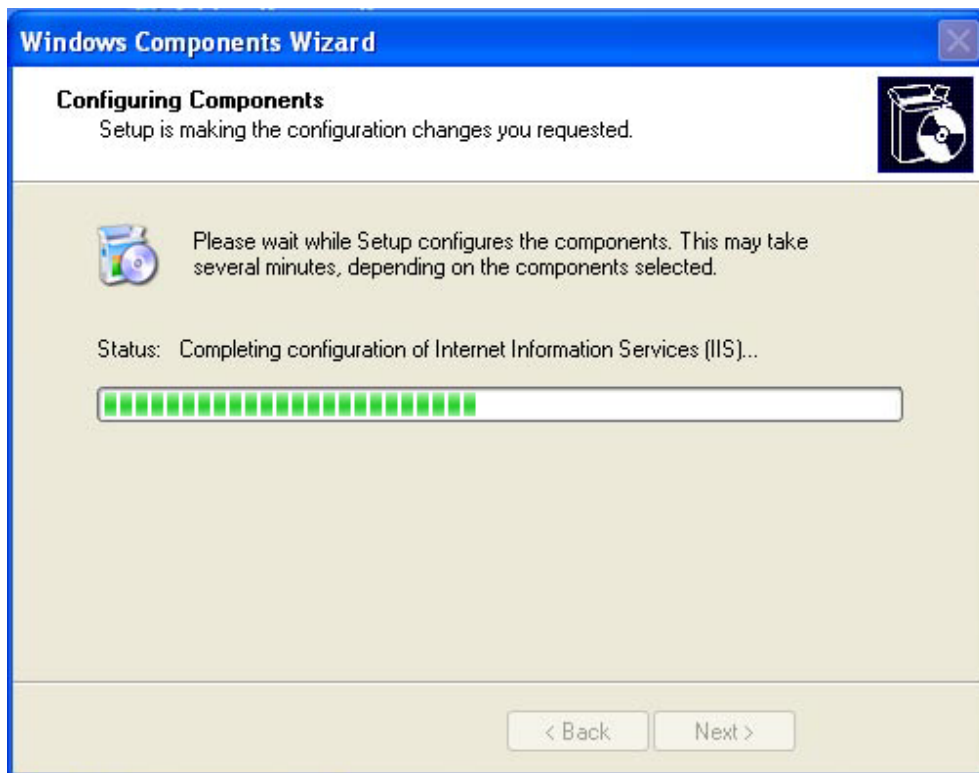 Windows Components Wizard
Configuring Components
Setup is making the configuration changes you requested.
Please wait while Setup configures the components. This may take
several minutes, depending on the components selected.
Status: Completing configuration of Internet Information Services (IIS)...
< Back Next >